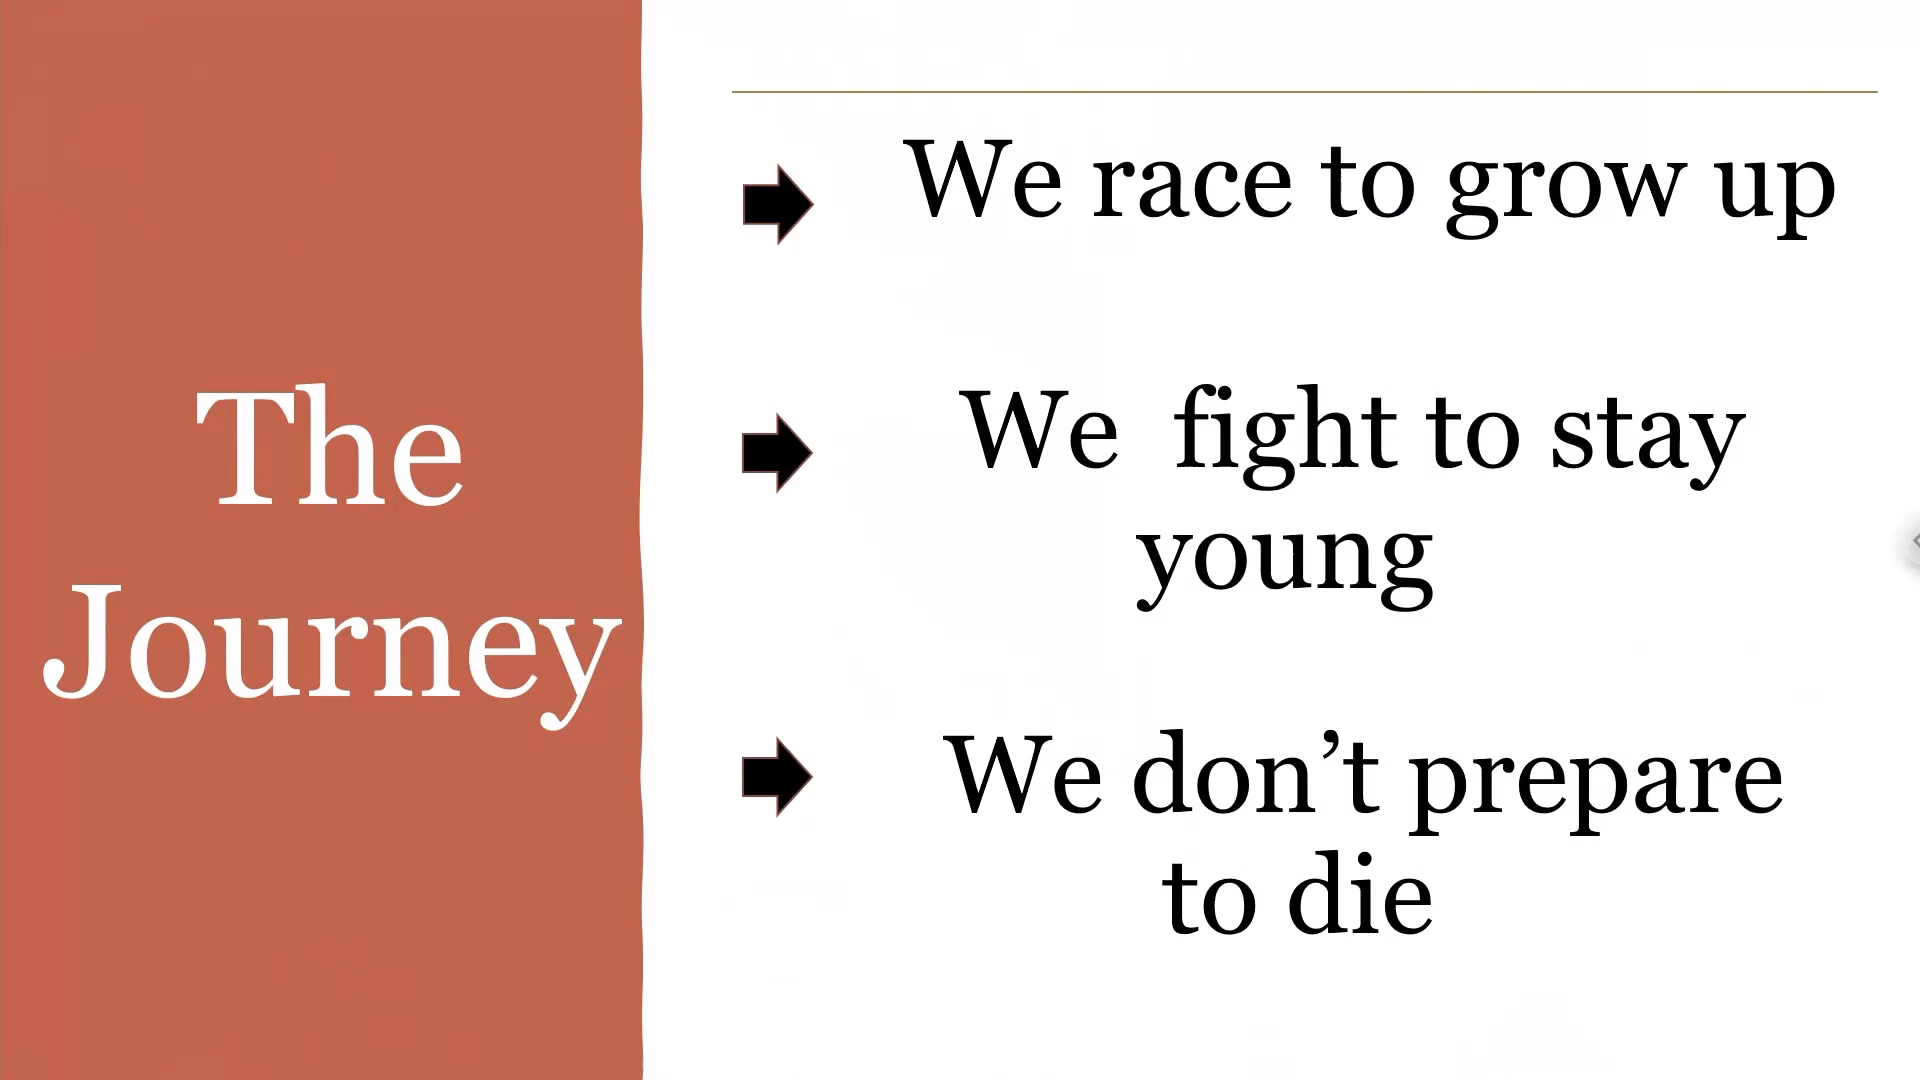 The
Journey
We race to grow up
We  fight to stay
young
We don’t prepare
to die